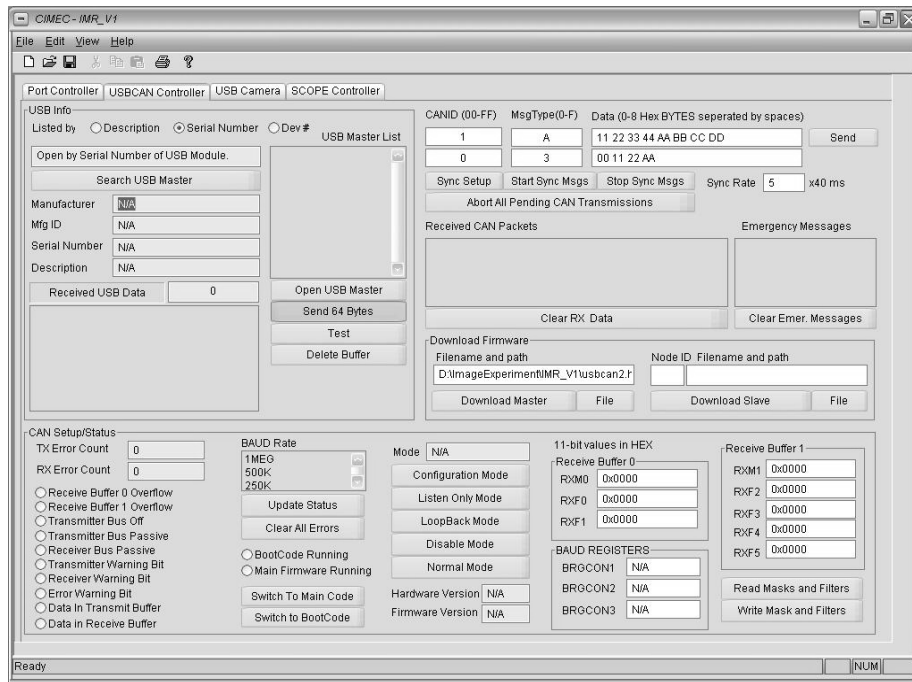 CIMEC - IMR_V1
File Edit View Help
Port Controller USBCAN Controller USB Camera SCOPE Controller
USB Info
Listed by Description Serial Number Dev #
USB Master List
Open by Serial Number of USB Module.
Search USB Master
Manufacturer N/A
Mfg ID N/A
Serial Number N/A
Description N/A
Received USB Data 0
Open USB Master
Send 64 Bytes
Test
Delete Buffer
CANID (00-FF) MsgType(0-F) Data (0-8 Hex BYTES seperated by spaces)
1 A 11 22 33 44 AA BB CC DD Send
0 3 00 11 22 AA
Sync Setup Start Sync Msgs Stop Sync Msgs Sync Rate 5 x40 ms
Abort All Pending CAN Transmissions
Received CAN Packets Emergency Messages
Clear RX Data Clear Emer. Messages
Download Firmware
Filename and path Node ID Filename and path
D:\ImageExperiment\IMR_V1\usbcan2.h
Download Master File Download Slave File
CAN Setup/Status
TX Error Count 0
RX Error Count 0
Receive Buffer 0 Overflow
Receive Buffer 1 Overflow
Transmitter Bus Off
Transmitter Bus Passive
Receiver Bus Passive
Transmitter Warning Bit
Receiver Warning Bit
Error Warning Bit
Data In Transmit Buffer
Data in Receive Buffer
BAUD Rate
1MEG
500K
250K
Update Status
Clear All Errors
BootCode Running
Main Firmware Running
Switch To Main Code
Switch to BootCode
Mode N/A
Configuration Mode
Listen Only Mode
LoopBack Mode
Disable Mode
Normal Mode
Hardware Version N/A
Firmware Version N/A
11-bit values in HEX
Receive Buffer 0
RXM0 0x0000
RXF0 0x0000
RXF1 0x0000
BAUD REGISTERS
BRGCON1 N/A
BRGCON2 N/A
BRGCON3 N/A
Receive Buffer 1
RXM1 0x0000
RXF2 0x0000
RXF3 0x0000
RXF4 0x0000
RXF5 0x0000
Read Masks and Filters
Write Mask and Filters
Ready NUM